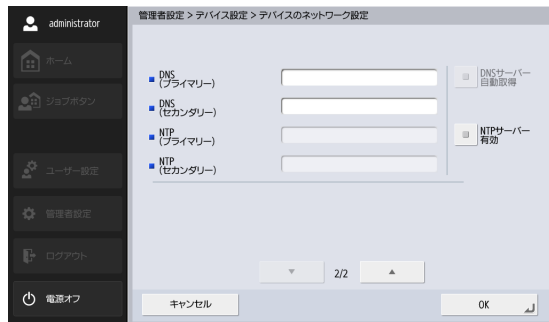 administrator
管理者設定 > デバイス設定 > デバイスのネットワーク設定
ホーム
ジョブボタン
ユーザー設定
管理者設定
ログアウト
電源オフ
DNS
(プライマリー)
DNS
(セカンダリー)
NTP
(プライマリー)
NTP
(セカンダリー)
DNSサーバー
自動取得
NTPサーバー
有効
2/2
キャンセル
OK